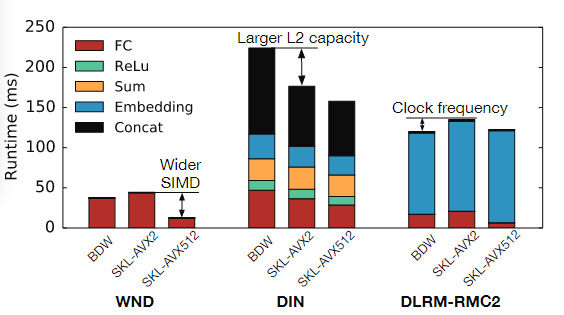 Runtime (ms)
250
200
150
100
50
0
FC
ReLu
Sum
Embedding
Concat
Larger L2 capacity
Clock frequency
Wider
SIMD
BDW
SKL-AVX2
SKL-AVX512
BDW
SKL-AVX2
SKL-AVX512
BDW
SKL-AVX2
SKL-AVX512
WND
DIN
DLRM-RMC2